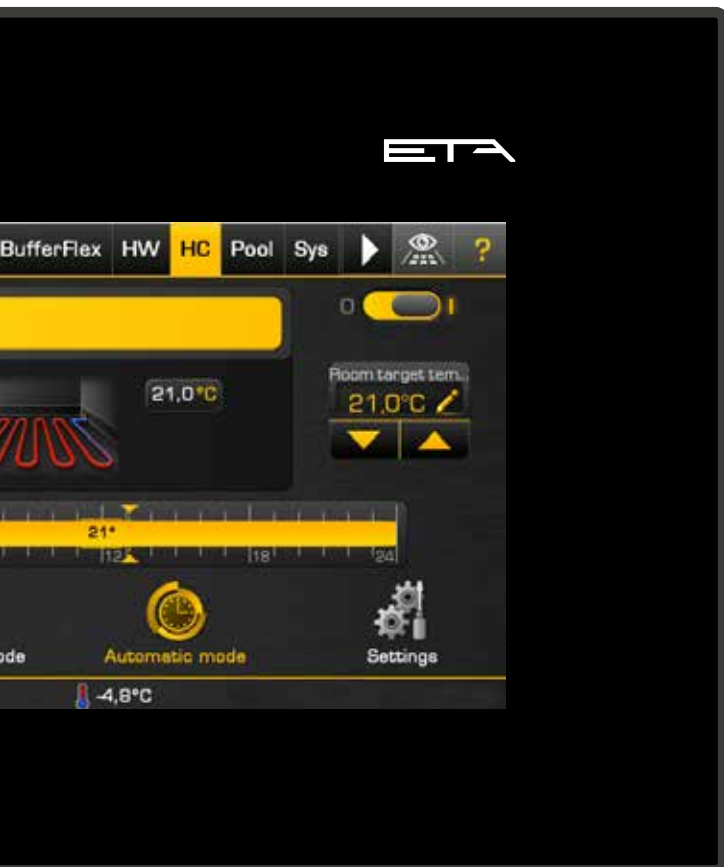 ETA
BufferFlex HW HC Pool Sys ?
0 I
Room target tem...
21,0°C
21,0°C
21°
12 18 24
Automatic mode Settings
-4,8°C